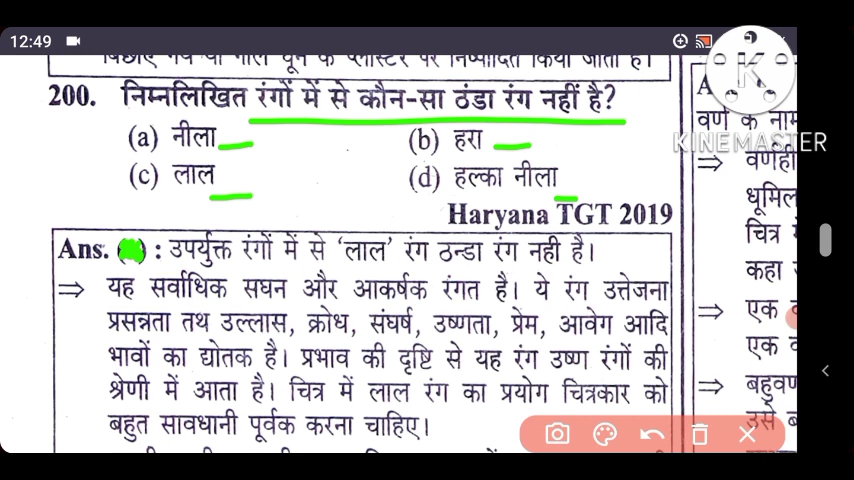 12:49
KINEMASTER
200. निम्नलिखित रंगों में से कौन-सा ठंडा रंग नहीं है?
(a) नीला (b) हरा
(c) लाल (d) हल्का नीला
Haryana TGT 2019
Ans. : उपर्युक्त रंगों में से 'लाल' रंग ठन्डा रंग नही है।
⇒ यह सर्वाधिक सघन और आकर्षक रंगत है। ये रंग उत्तेजना
प्रसन्नता तथ उल्लास, क्रोध, संघर्ष, उष्णता, प्रेम, आवेग आदि
भावों का द्योतक है। प्रभाव की दृष्टि से यह रंग उष्ण रंगों की
श्रेणी में आता है। चित्र में लाल रंग का प्रयोग चित्रकार को
बहुत सावधानी पूर्वक करना चाहिए।
वर्ण के नाम
⇒ वर्णही
धूमिल
चित्र
कहा
⇒ एक
एक
⇒ बहुवर्ण
उसे